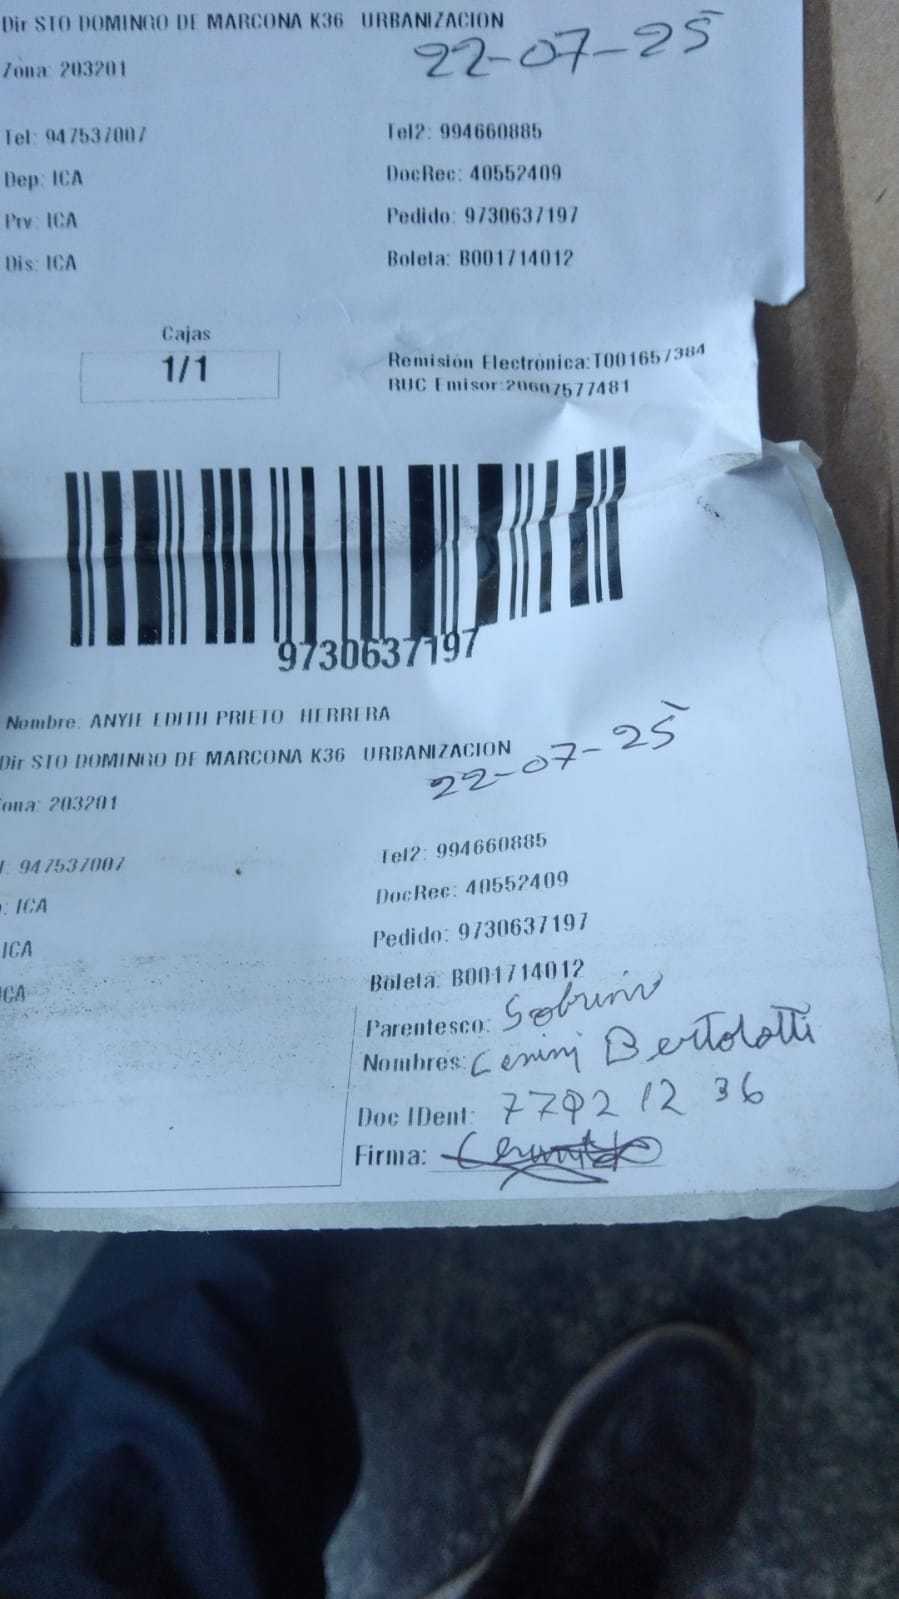 Dir STO DOMINGO DE MARCONA K36 URBANIZACION
22-07-25
Zona: 203201
Tel: 947537007 Tel2: 994660885
Dep: ICA DocRec: 40552409
Prv: ICA Pedido: 9730637197
Dis: ICA Boleta: B001714012
Cajas
1/1
Remisión Electrónica:T001657384
RUC Emisor:20607577481
9730637197
Nombre: ANYIE EDITH PRIETO HERRERA
Dir STO DOMINGO DE MARCONA K36 URBANIZACION
22-07-25
ona: 203201
l: 947537007 Tel2: 994660885
: ICA DocRec: 40552409
ICA Pedido: 9730637197
ICA Boleta: B001714012
Parentesco: Sobrino
Nombres: Bertolotti
Doc IDent: 77921236
Firma: